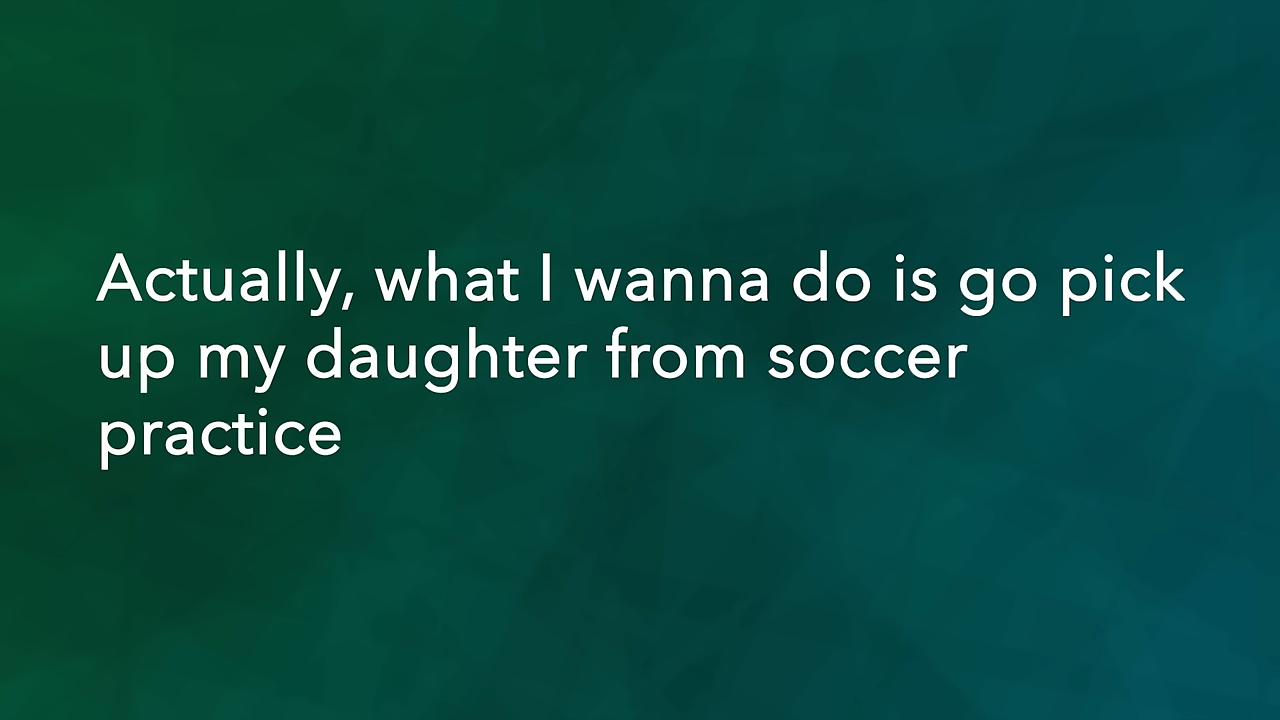 Actually, what I wanna do is go pick
up my daughter from soccer
practice